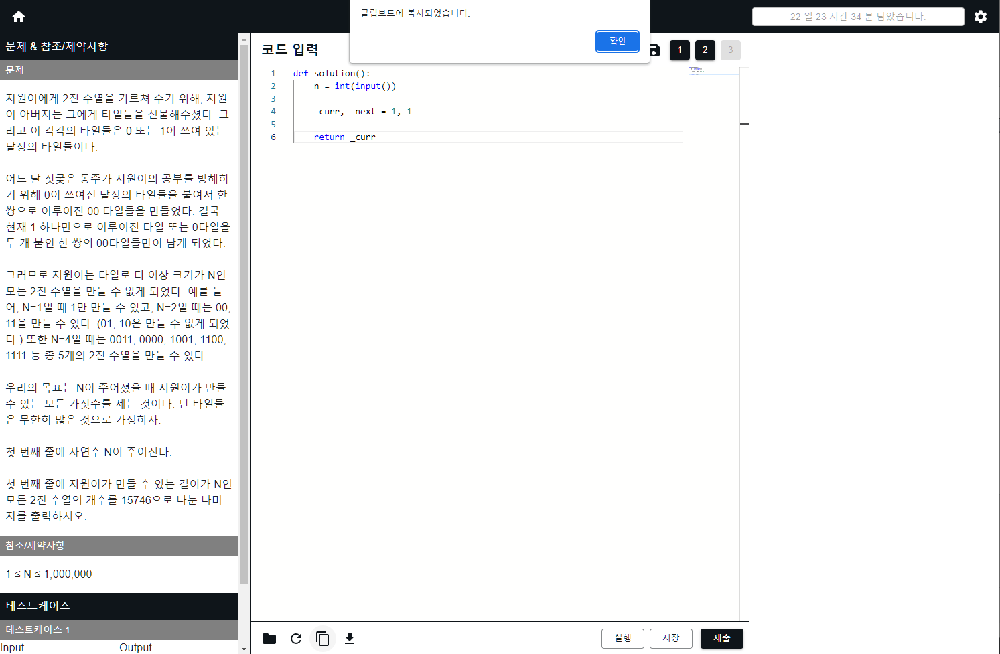 클립보드에 복사되었습니다.
확인
22 일 23 시간 34 분 남았습니다.
문제 & 참조/제약사항
문제
지원이에게 2진 수열을 가르쳐 주기 위해, 지원
이 아버지는 그에게 타일들을 선물해주셨다. 그
리고 이 각각의 타일들은 0 또는 1이 쓰여 있는
낱장의 타일들이다.
어느 날 짓궂은 동주가 지원이의 공부를 방해하
기 위해 0이 쓰여진 낱장의 타일들을 붙여서 한
쌍으로 이루어진 00 타일들을 만들었다. 결국
현재 1 하나만으로 이루어진 타일 또는 0타일을
두 개 붙인 한 쌍의 00타일들만이 남게 되었다.
그러므로 지원이는 타일로 더 이상 크기가 N인
모든 2진 수열을 만들 수 없게 되었다. 예를 들
어, N=1일 때 1만 만들 수 있고, N=2일 때는 00,
11을 만들 수 있다. (01, 10은 만들 수 없게 되었
다.) 또한 N=4일 때는 0011, 0000, 1001, 1100,
1111 등 총 5개의 2진 수열을 만들 수 있다.
우리의 목표는 N이 주어졌을 때 지원이가 만들
수 있는 모든 가짓수를 세는 것이다. 단 타일들
은 무한히 많은 것으로 가정하자.
첫 번째 줄에 자연수 N이 주어진다.
첫 번째 줄에 지원이가 만들 수 있는 길이가 N인
모든 2진 수열의 개수를 15746으로 나눈 나머
지를 출력하시오.
참조/제약사항
1 ≤ N ≤ 1,000,000
테스트케이스
테스트케이스 1
Input Output
코드 입력
1 2 3
1 def solution():
2 n = int(input())
3
4 _curr, _next = 1, 1
5
6 return _curr
실행 저장 제출